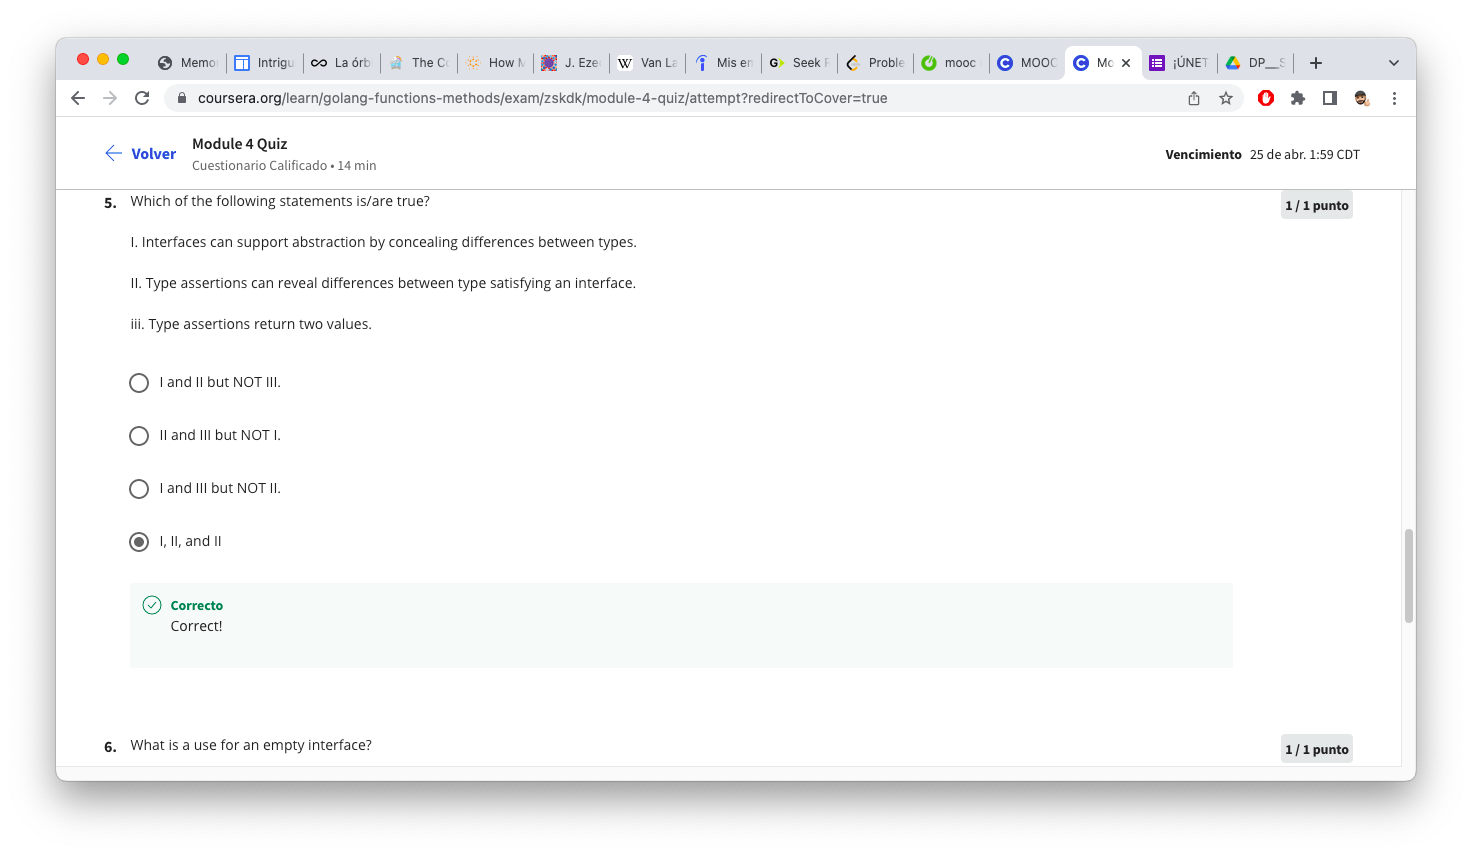 Memo
Intrigu
La órb
The Co
How M
J. Eze
Van La
Mis en
Seek
Proble
mooc
MOOC
Mo
¡ÚNET
DP__S
coursera.org/learn/golang-functions-methods/exam/zskdk/module-4-quiz/attempt?redirectToCover=true
Volver
Module 4 Quiz
Cuestionario Calificado • 14 min
Vencimiento 25 de abr. 1:59 CDT
5. Which of the following statements is/are true?
1 / 1 punto
I. Interfaces can support abstraction by concealing differences between types.
II. Type assertions can reveal differences between type satisfying an interface.
iii. Type assertions return two values.
I and II but NOT III.
II and III but NOT I.
I and III but NOT II.
I, II, and II
Correcto
Correct!
6. What is a use for an empty interface?
1 / 1 punto